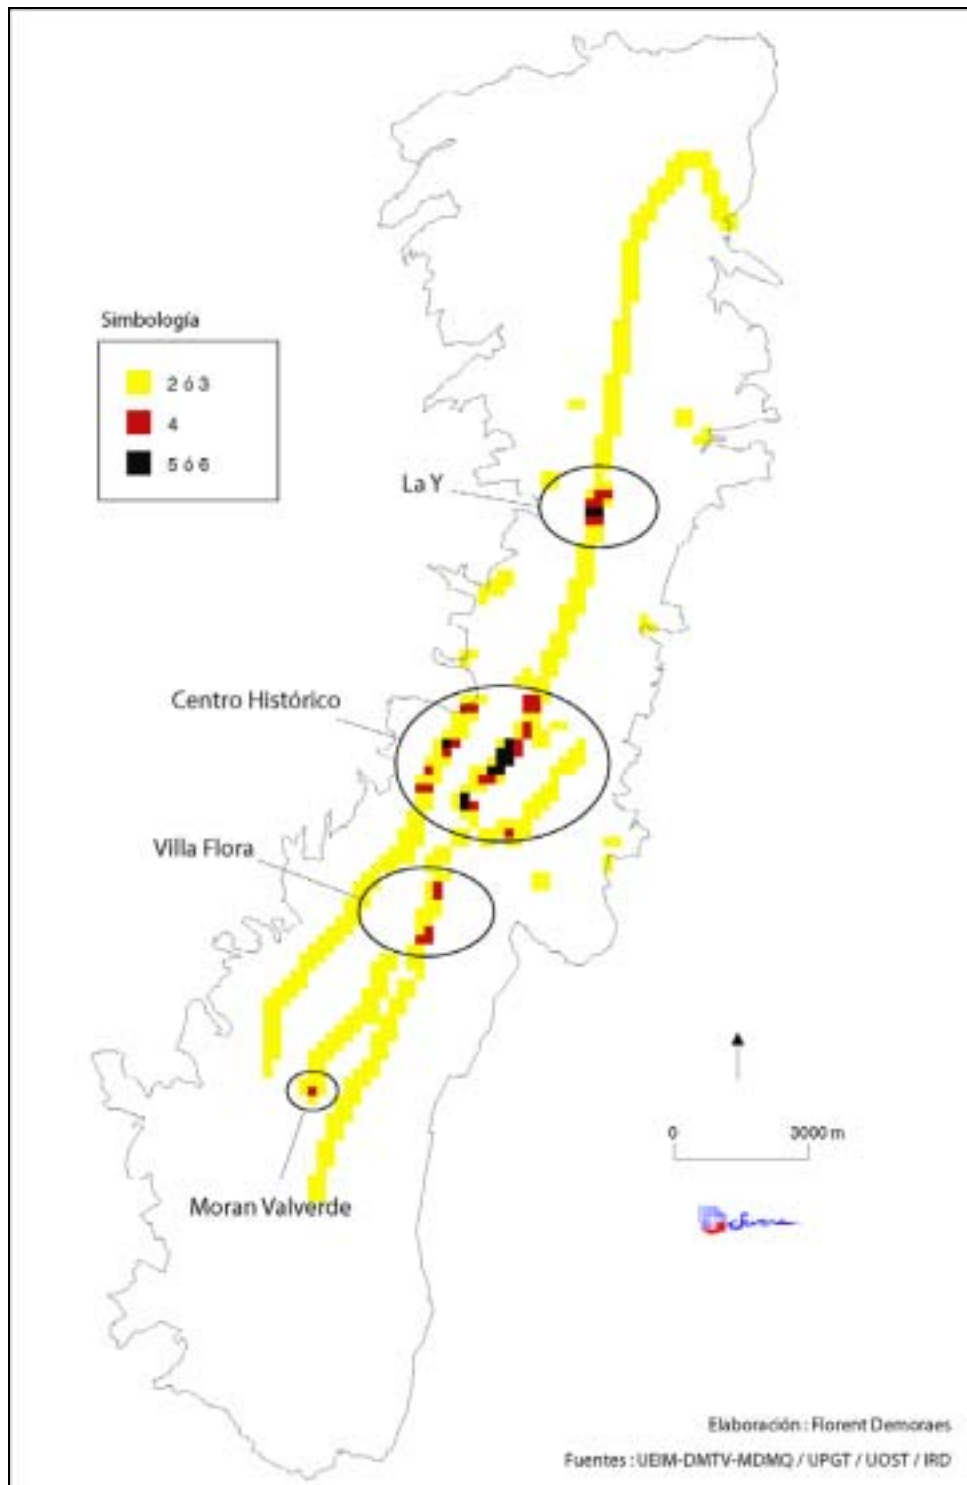 Simbología
2 ó 3
4
5 ó 6
La Y
Centro Histórico
Villa Flora
Moran Valverde
0 3000 m
Elaboración : Florent Demoraes
Fuentes : UEIM-DMTV-MDMQ / UPGT / UOST / IRD